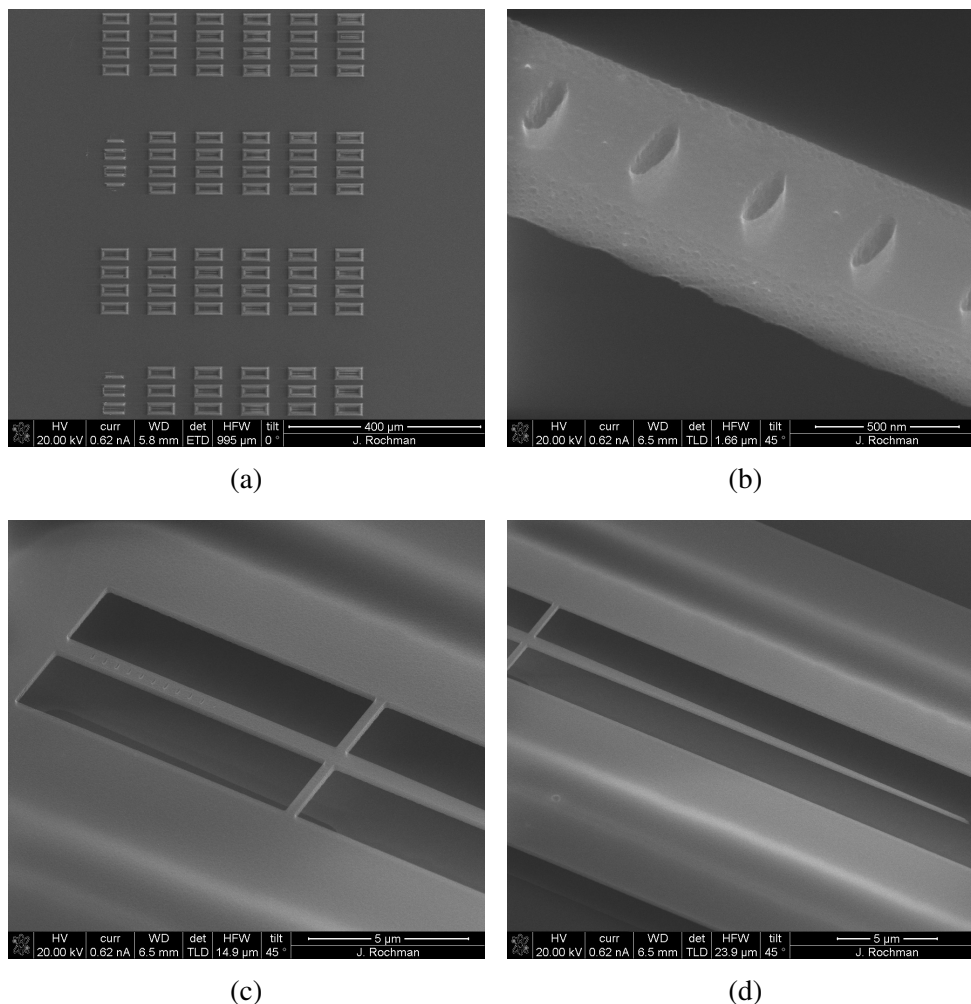 HV curr WD det HFW tilt 400 µm
20.00 kV 0.62 nA 5.8 mm ETD 995 µm 0 ° J. Rochman
(a)
HV curr WD det HFW tilt 500 nm
20.00 kV 0.62 nA 6.5 mm TLD 1.66 µm 45 ° J. Rochman
(b)
HV curr WD det HFW tilt 5 µm
20.00 kV 0.62 nA 6.5 mm TLD 14.9 µm 45 ° J. Rochman
(c)
HV curr WD det HFW tilt 5 µm
20.00 kV 0.62 nA 6.5 mm TLD 23.9 µm 45 ° J. Rochman
(d)